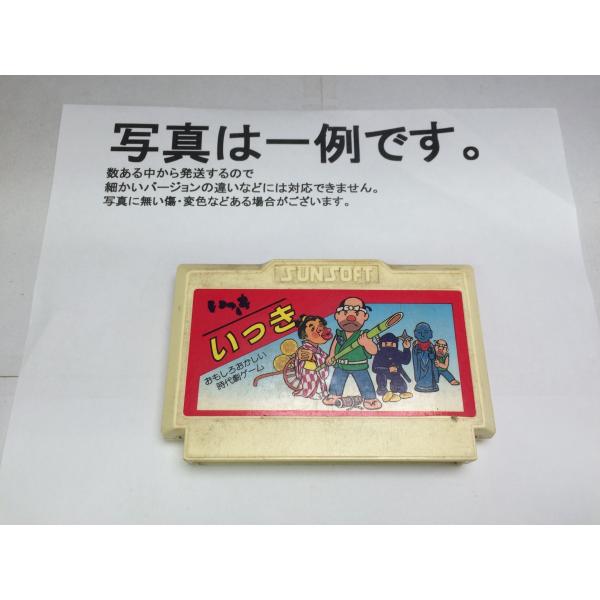 写真は一例です。
数ある中から発送するので
細かいバージョンの違いなどには対応できません。
写真に無い傷・変色などある場合がございます。
SUNSOFT
いっき
いっき
おもしろおかしい
時代劇ゲーム